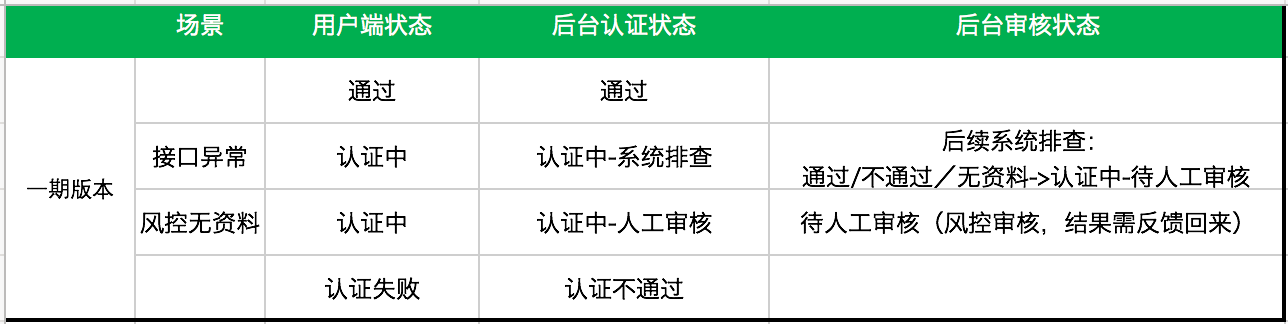 场景 用户端状态 后台认证状态 后台审核状态
通过 通过
接口异常 认证中 认证中-系统排查 后续系统排查：
通过/不通过／无资料->认证中-待人工审核
一期版本
风控无资料 认证中 认证中-人工审核 待人工审核（风控审核，结果需反馈回来）
认证失败 认证不通过